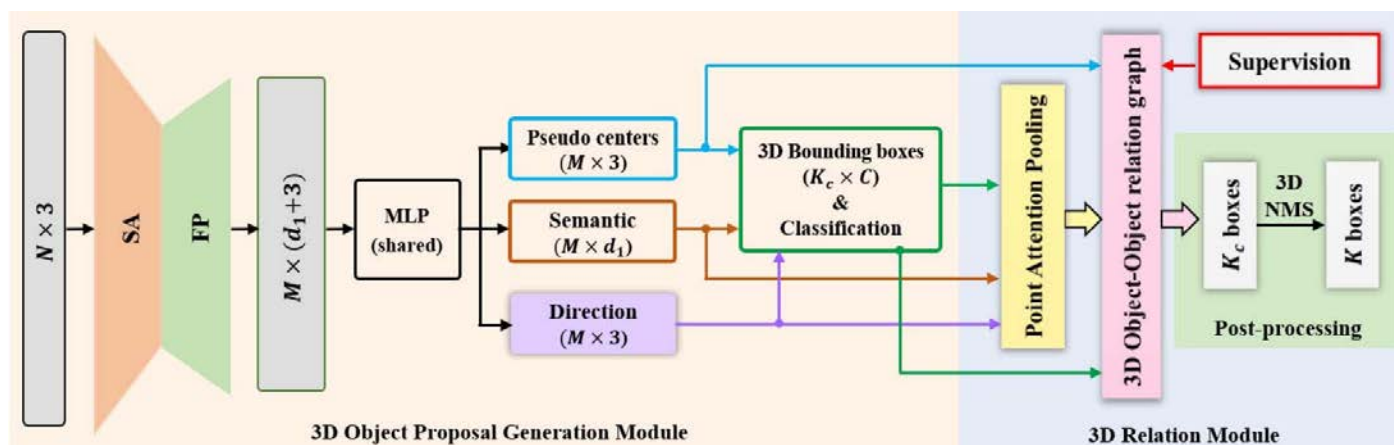 N × 3
SA
FP
M × (d₁+3)
MLP
(shared)
Pseudo centers
(M × 3)
Semantic
(M × d₁)
Direction
(M × 3)
3D Bounding boxes
(K_c × C)
&
Classification
Point Attention Pooling
3D Object-Object relation graph
Supervision
K_c boxes
3D
NMS
K boxes
Post-processing
3D Object Proposal Generation Module
3D Relation Module